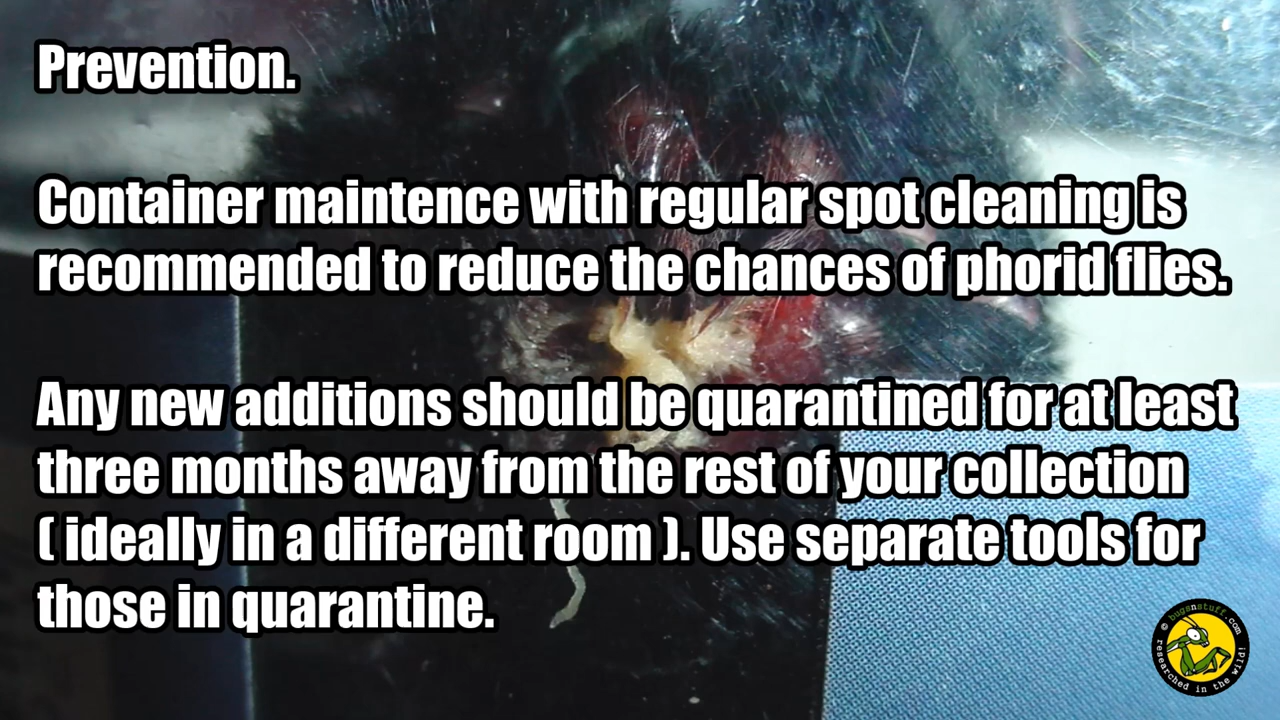 Prevention.
Container maintence with regular spot cleaning is
recommended to reduce the chances of phorid flies.
Any new additions should be quarantined for at least
three months away from the rest of your collection
( ideally in a different room ). Use separate tools for
those in quarantine.
© bugsnstuff.com
researched in the wild!